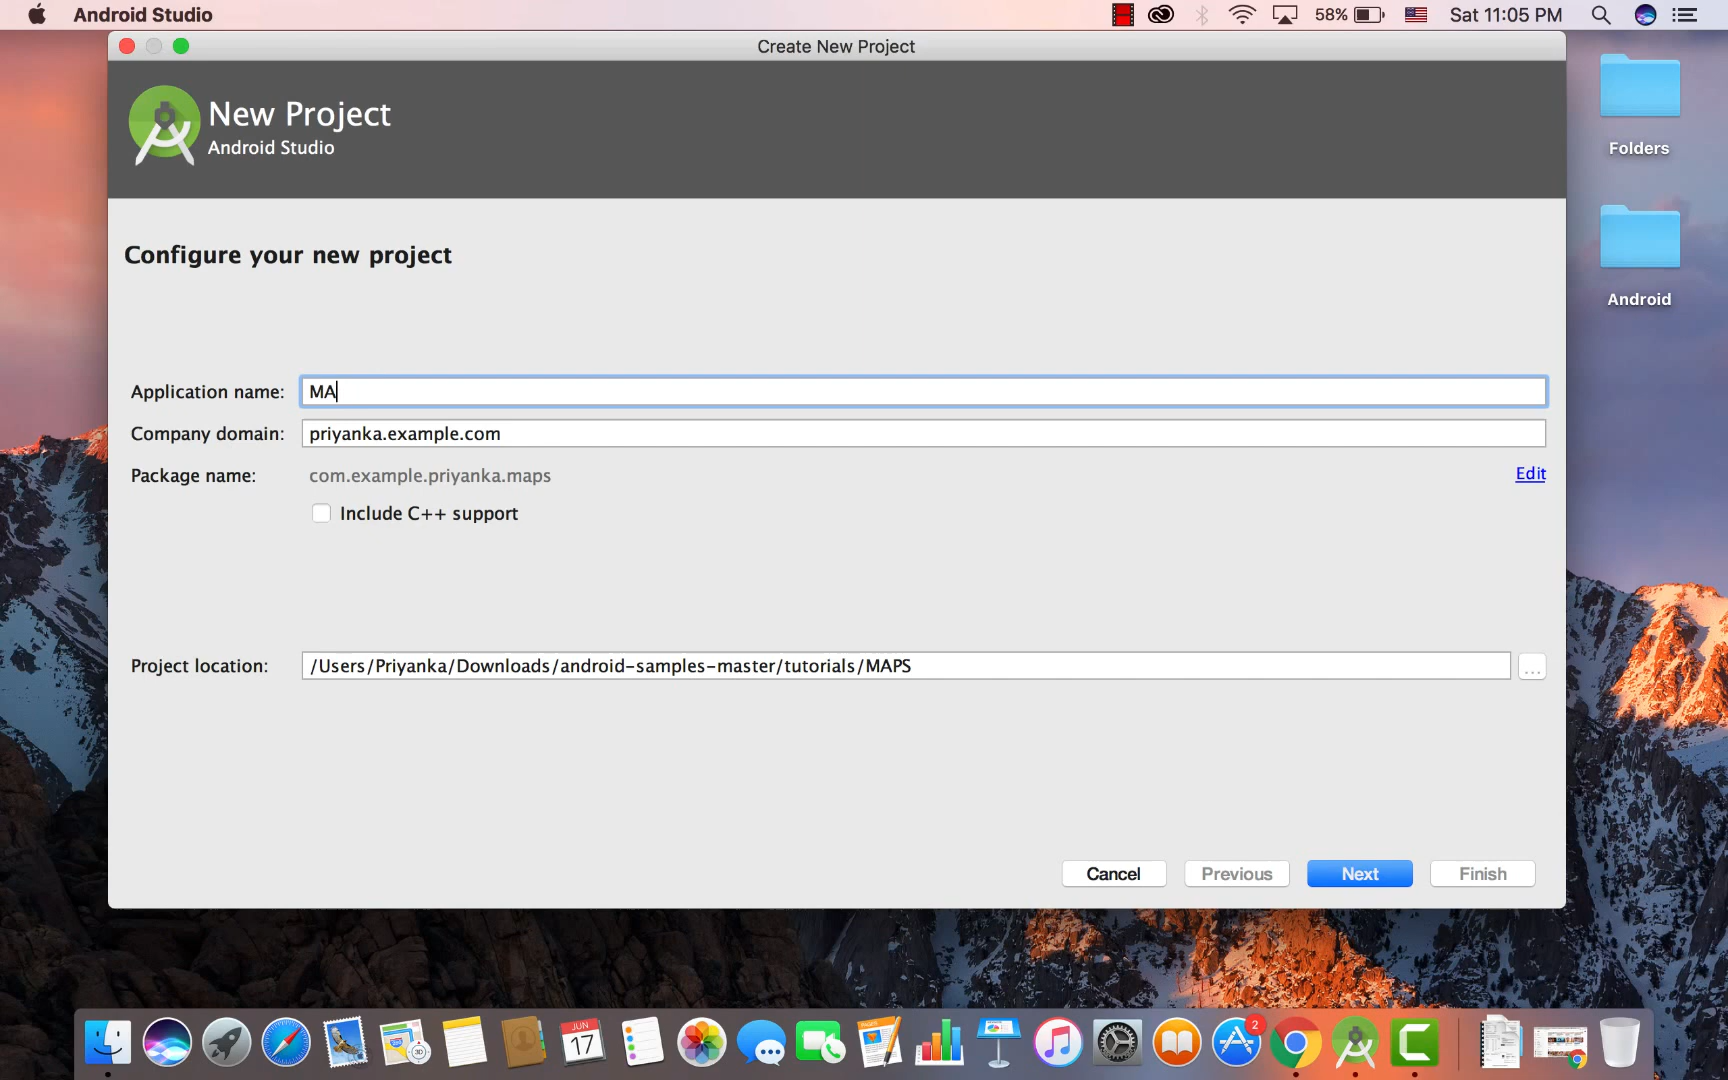 Android Studio
58%
Sat 11:05 PM
Create New Project
New Project
Android Studio
Folders
Android
Configure your new project
Application name: MA
Company domain: priyanka.example.com
Package name: com.example.priyanka.maps
Edit
Include C++ support
Project location: /Users/Priyanka/Downloads/android-samples-master/tutorials/MAPS
...
Cancel
Previous
Next
Finish
3D
JUN
17
PAGES
2